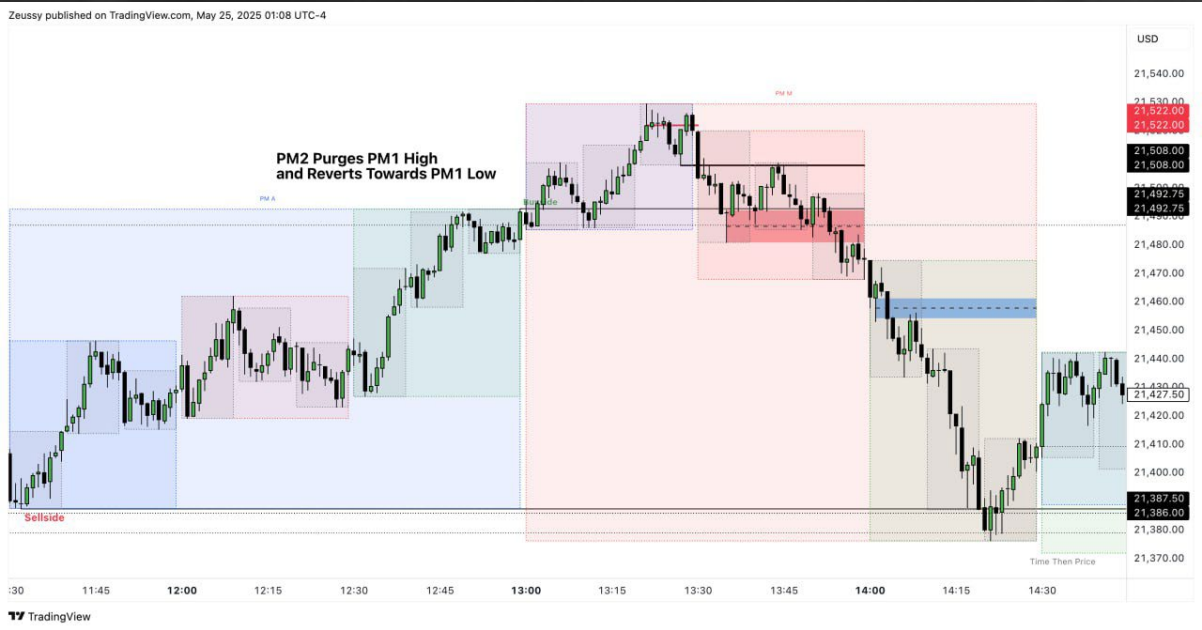 Zeussy published on TradingView.com, May 25, 2025 01:08 UTC-4
USD
21,540.00
21,530.00
21,522.00
21,522.00
PM M
21,508.00
21,508.00
PM2 Purges PM1 High
and Reverts Towards PM1 Low
21,492.75
21,492.75
PM A
21,480.00
21,470.00
21,460.00
21,450.00
21,440.00
21,430.00
21,427.50
21,420.00
21,410.00
21,400.00
21,387.50
21,386.00
Sellside
21,380.00
21,370.00
Time Then Price
:30 11:45 12:00 12:15 12:30 12:45 13:00 13:15 13:30 13:45 14:00 14:15 14:30
TradingView